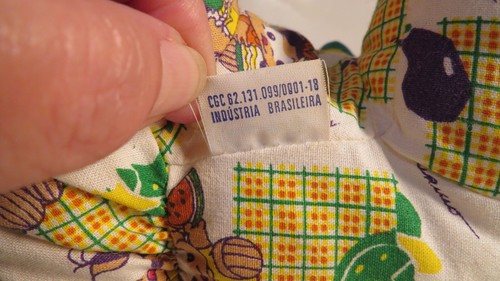 CGC 62.131.099/0001-18
INDÚSTRIA BRASILEIRA